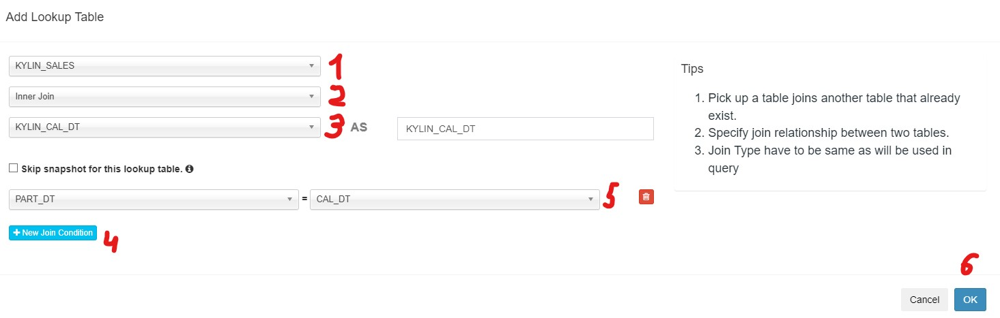 Add Lookup Table
KYLIN_SALES 1
Inner Join 2
KYLIN_CAL_DT 3 AS KYLIN_CAL_DT
Skip snapshot for this lookup table.
PART_DT = CAL_DT 5
New Join Condition 4
Tips
1. Pick up a table joins another table that already
exist.
2. Specify join relationship between two tables.
3. Join Type have to be same as will be used in
query
6
Cancel OK